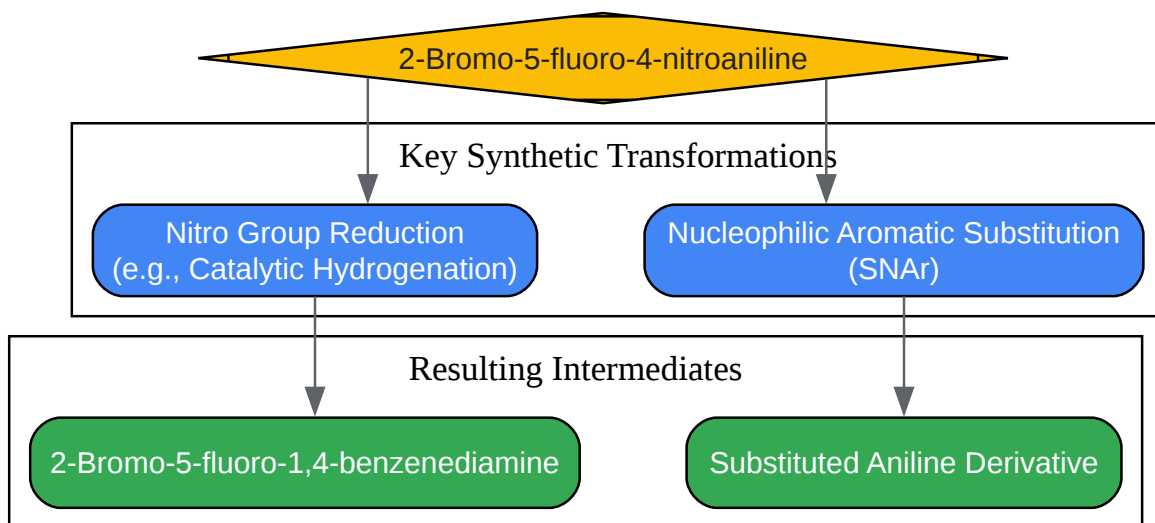 2-Bromo-5-fluoro-4-nitroaniline
Key Synthetic Transformations
Nitro Group Reduction
(e.g., Catalytic Hydrogenation)
Nucleophilic Aromatic Substitution
(SNAr)
Resulting Intermediates
2-Bromo-5-fluoro-1,4-benzenediamine
Substituted Aniline Derivative